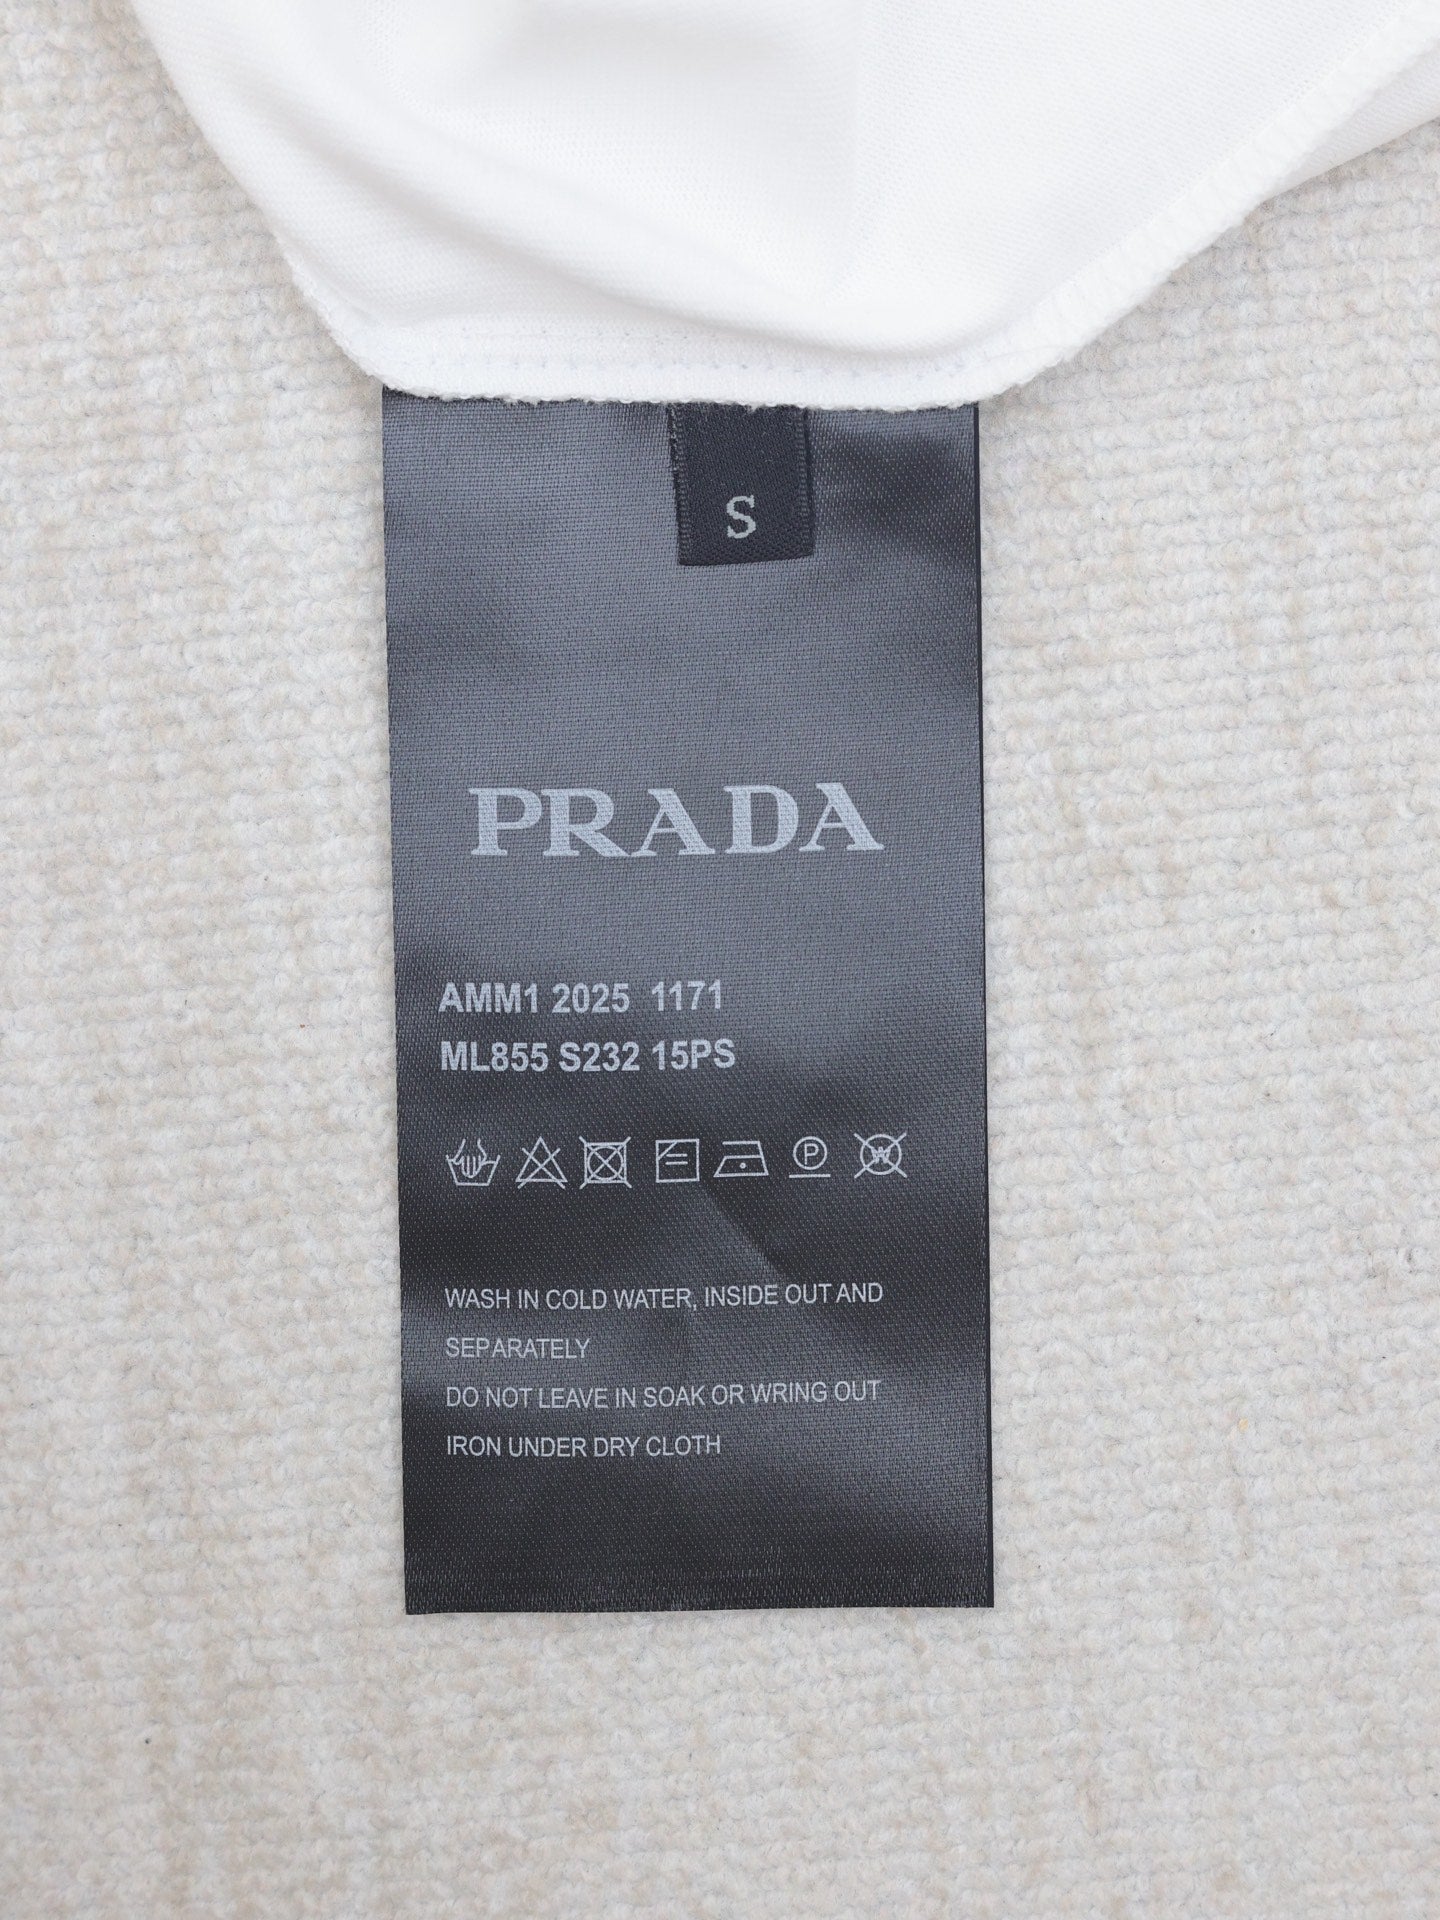 S
PRADA
AMM1 2025 1171
ML855 S232 15PS
P W
WASH IN COLD WATER, INSIDE OUT AND
SEPARATELY
DO NOT LEAVE IN SOAK OR WRING OUT
IRON UNDER DRY CLOTH